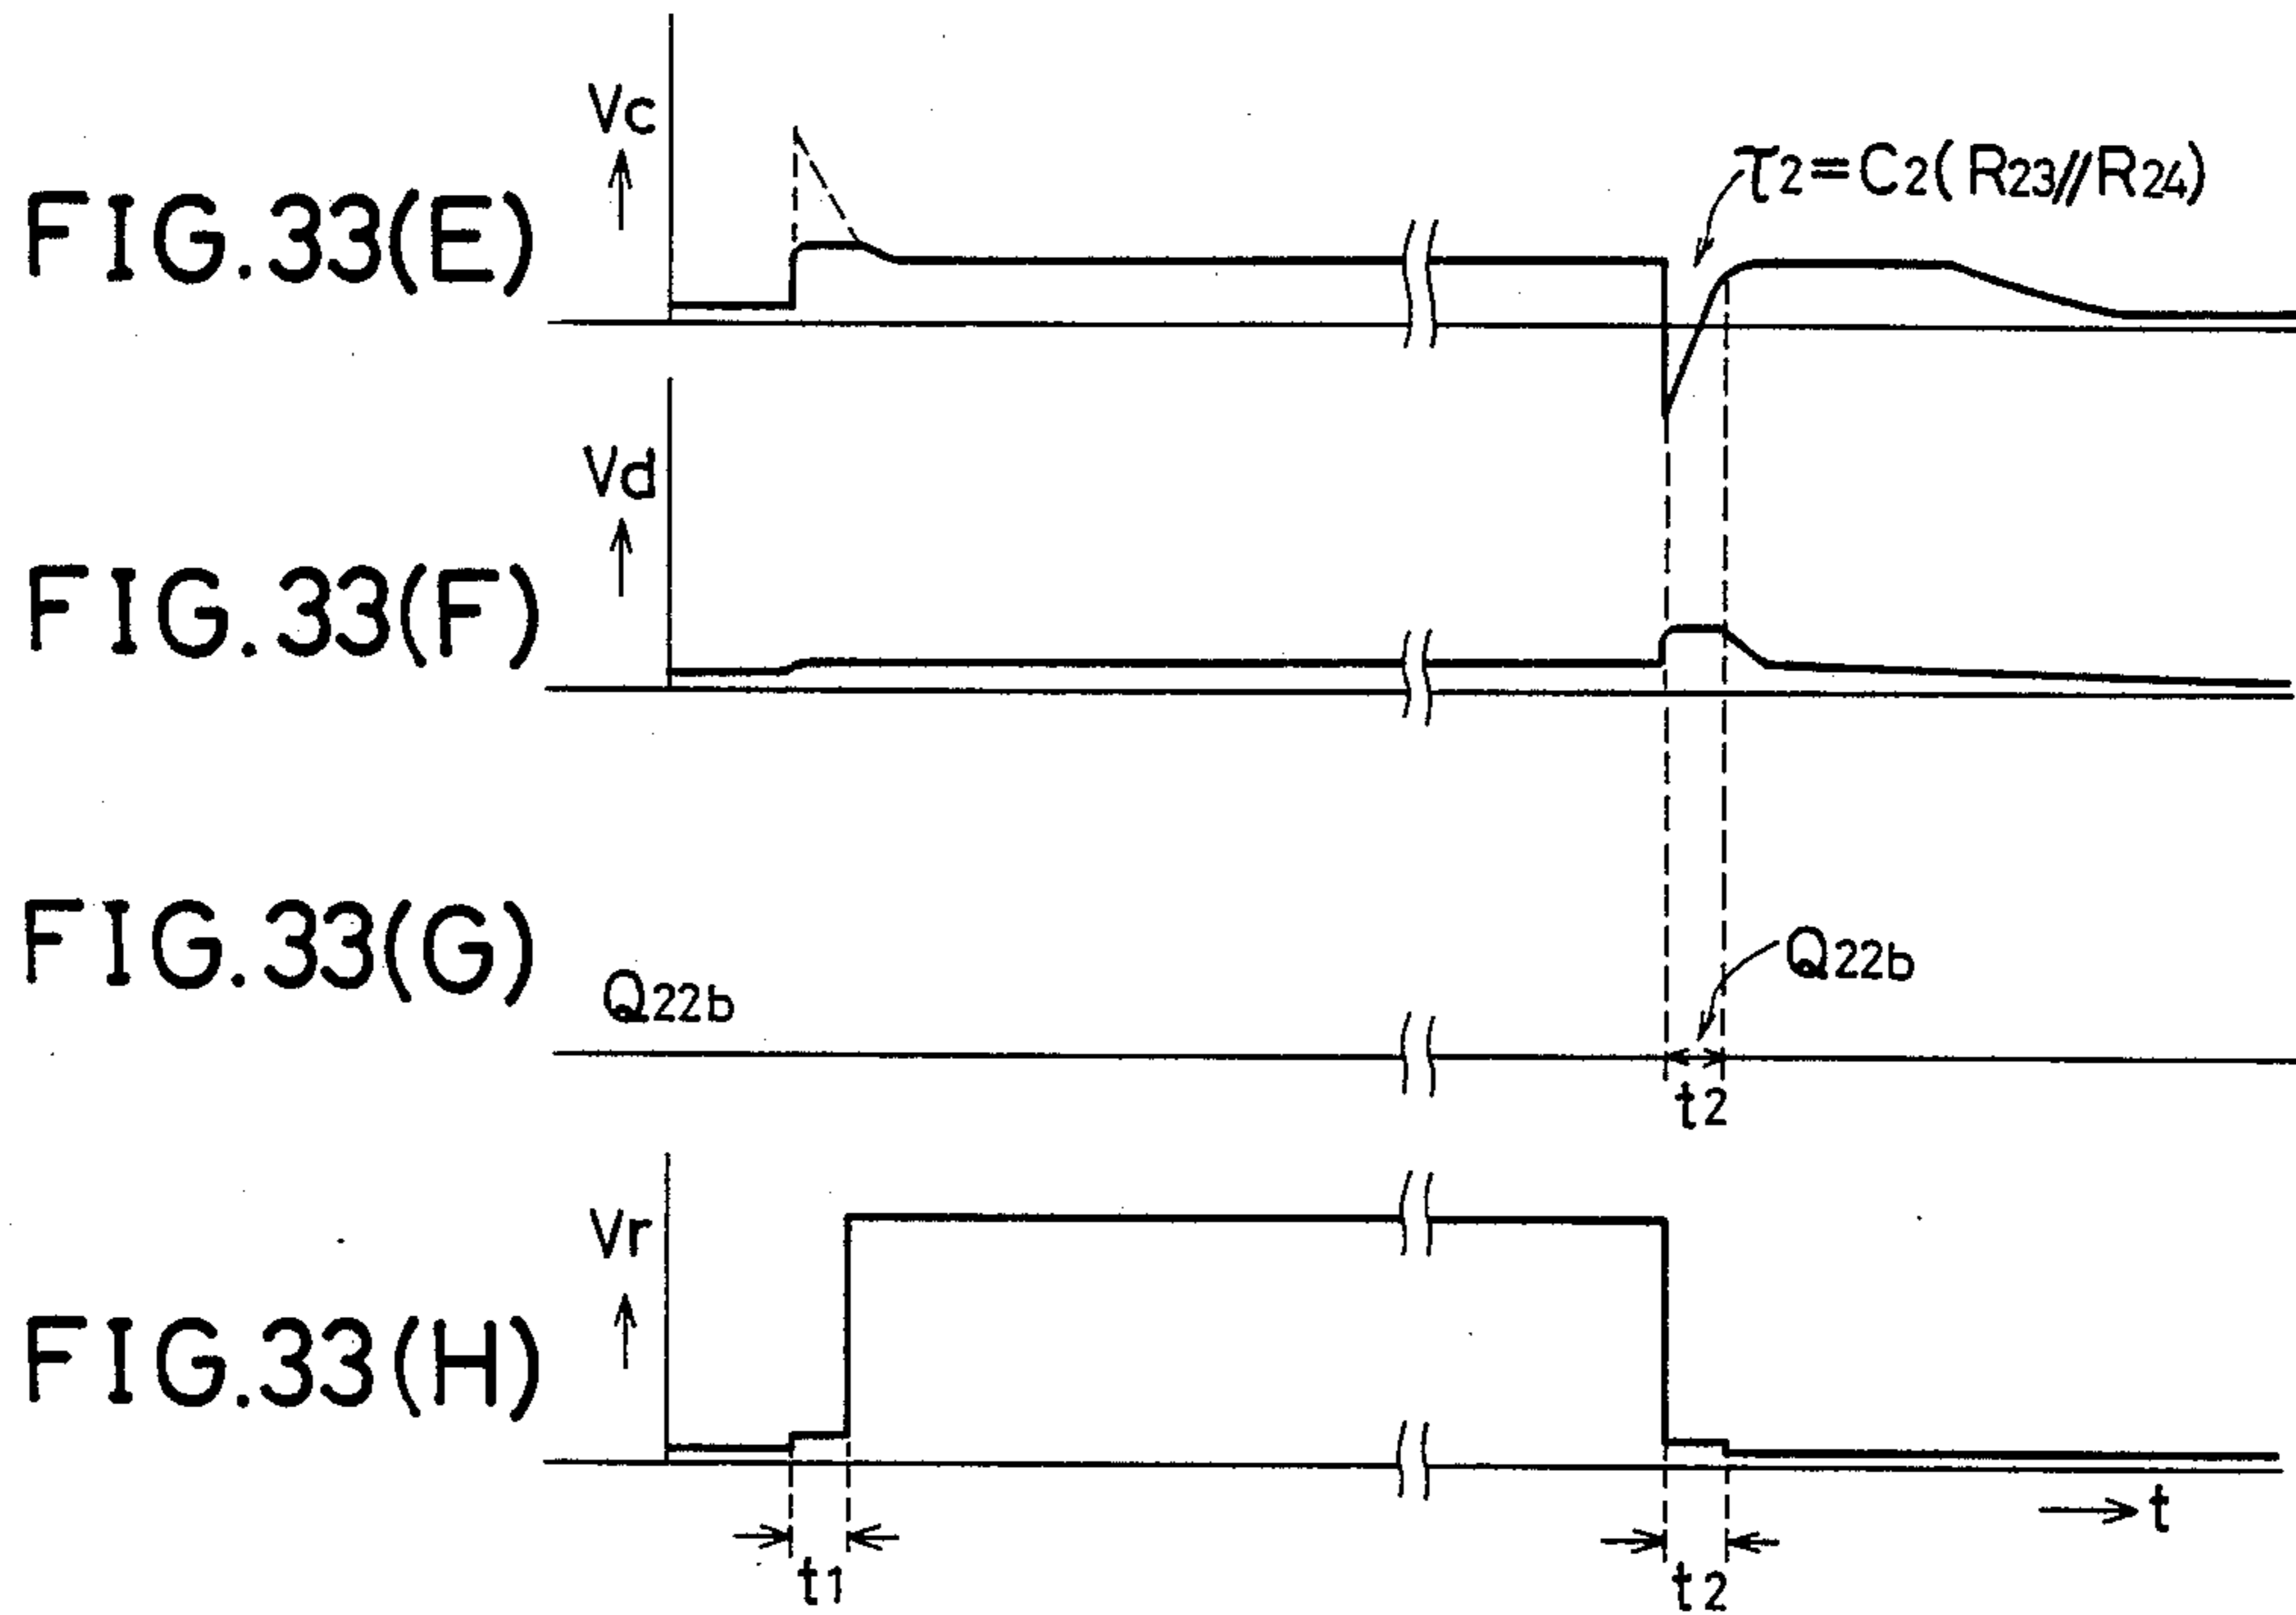 Vc
τ2=C2(R23//R24)
FIG.33(E)
Vd
FIG.33(F)
FIG.33(G)
Q22b
Q22b
t2
Vr
FIG.33(H)
t
t1
t2